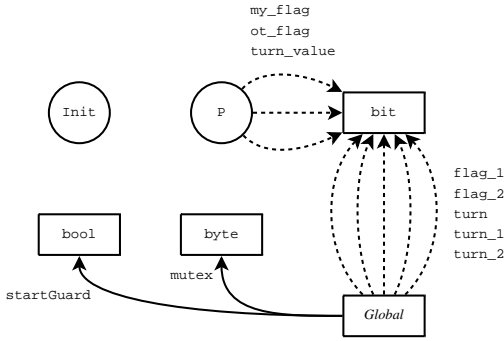 my_flag
ot_flag
turn_value
Init
P
bit
flag_1
flag_2
turn
turn_1
turn_2
bool
byte
startGuard
mutex
Global